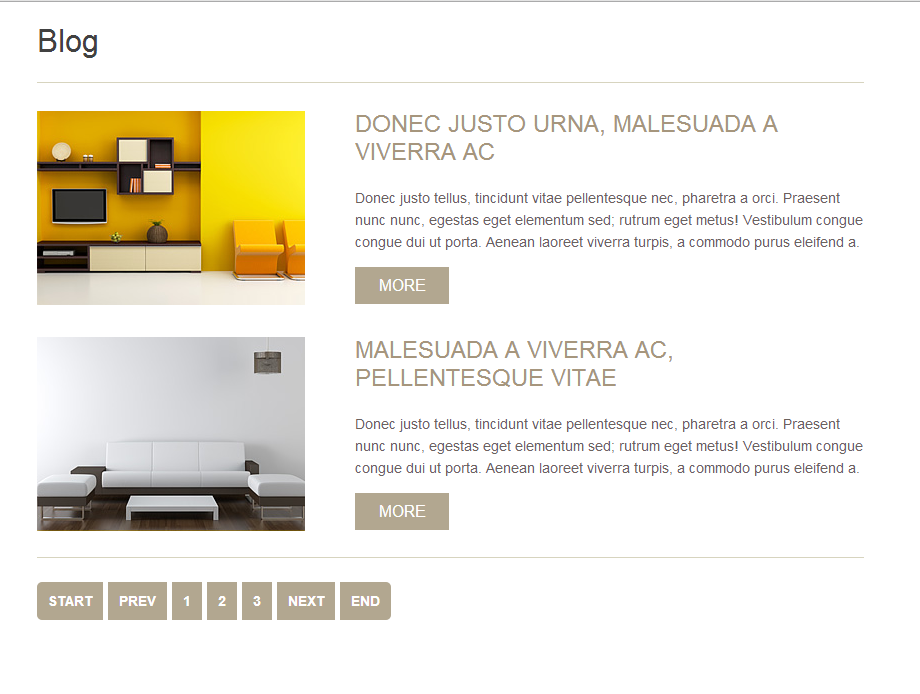 Blog
DONEC JUSTO URNA, MALESUADA A
VIVERRA AC
Donec justo tellus, tincidunt vitae pellentesque nec, pharetra a orci. Praesent
nunc nunc, egestas eget elementum sed; rutrum eget metus! Vestibulum congue
congue dui ut porta. Aenean laoreet viverra turpis, a commodo purus eleifend a.
MORE
MALESUADA A VIVERRA AC,
PELLENTESQUE VITAE
Donec justo tellus, tincidunt vitae pellentesque nec, pharetra a orci. Praesent
nunc nunc, egestas eget elementum sed; rutrum eget metus! Vestibulum congue
congue dui ut porta. Aenean laoreet viverra turpis, a commodo purus eleifend a.
MORE
START PREV 1 2 3 NEXT END